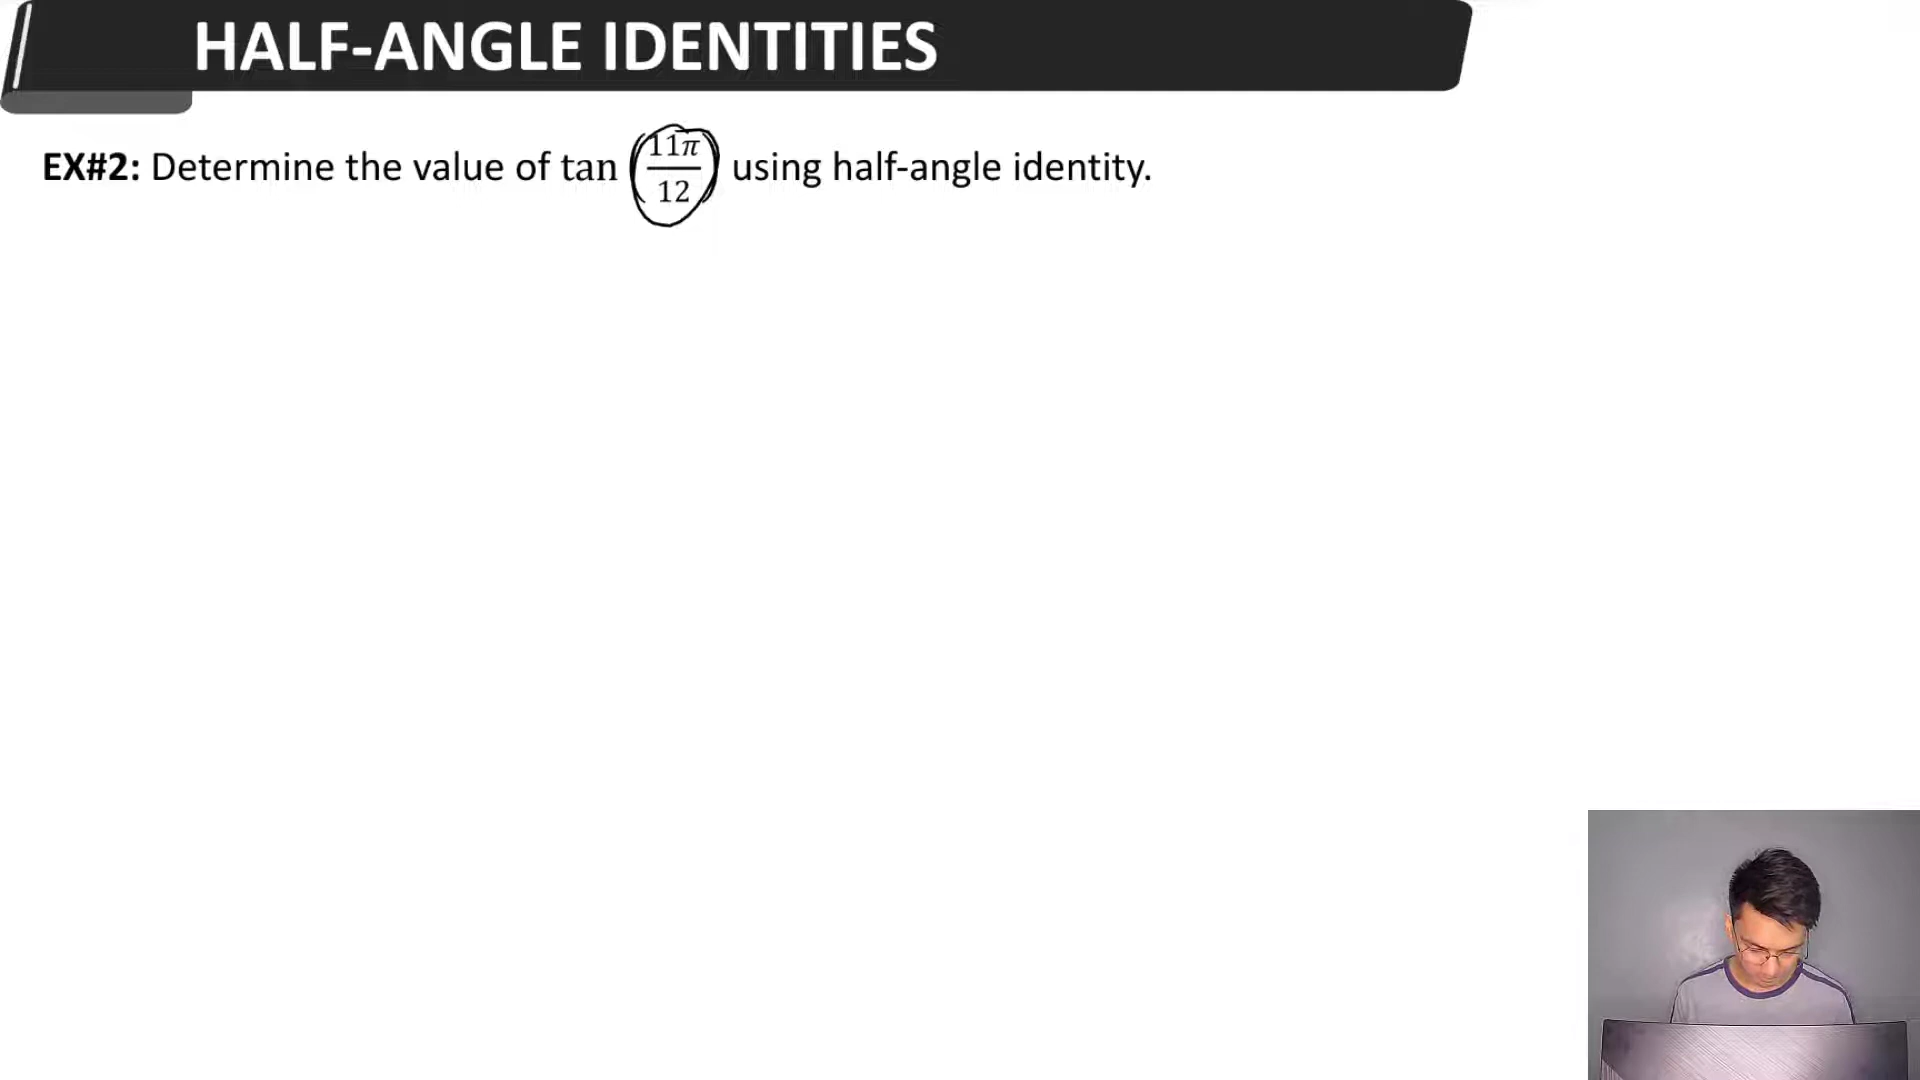 HALF-ANGLE IDENTITIES
EX#2: Determine the value of tan (11π/12) using half-angle identity.